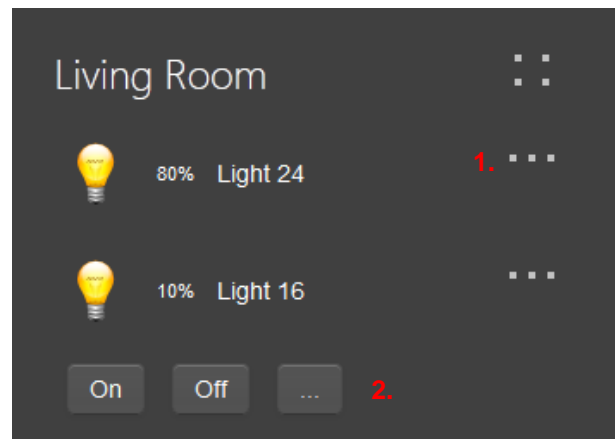 Living Room
80% Light 24 1. ...
10% Light 16 ...
On Off ... 2.